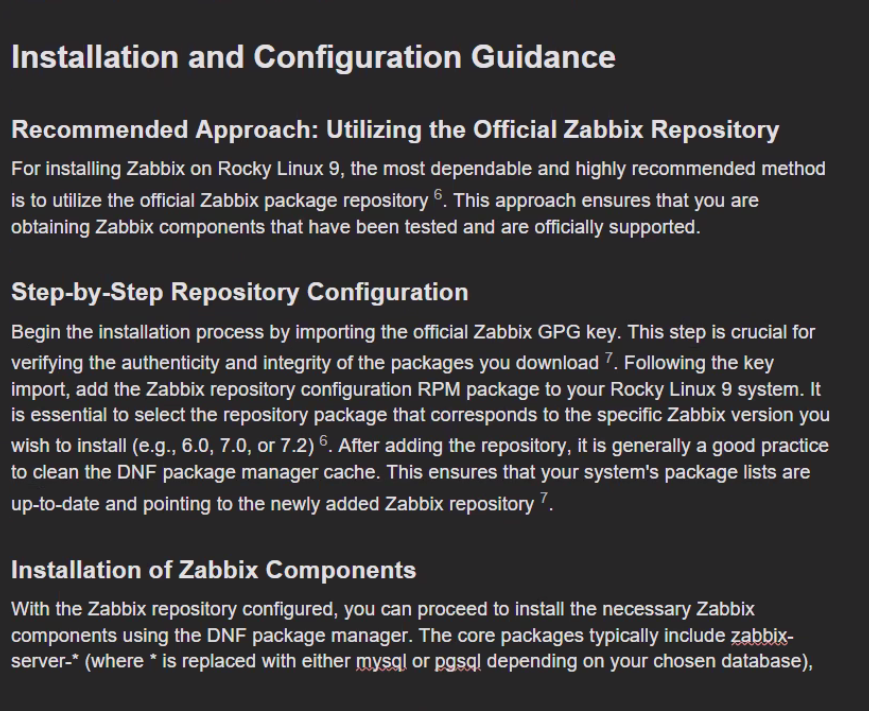 Installation and Configuration Guidance
Recommended Approach: Utilizing the Official Zabbix Repository
For installing Zabbix on Rocky Linux 9, the most dependable and highly recommended method
is to utilize the official Zabbix package repository 6. This approach ensures that you are
obtaining Zabbix components that have been tested and are officially supported.
Step-by-Step Repository Configuration
Begin the installation process by importing the official Zabbix GPG key. This step is crucial for
verifying the authenticity and integrity of the packages you download 7. Following the key
import, add the Zabbix repository configuration RPM package to your Rocky Linux 9 system. It
is essential to select the repository package that corresponds to the specific Zabbix version you
wish to install (e.g., 6.0, 7.0, or 7.2) 6. After adding the repository, it is generally a good practice
to clean the DNF package manager cache. This ensures that your system's package lists are
up-to-date and pointing to the newly added Zabbix repository 7.
Installation of Zabbix Components
With the Zabbix repository configured, you can proceed to install the necessary Zabbix
components using the DNF package manager. The core packages typically include zabbix-
server-* (where * is replaced with either mysql or pgsql depending on your chosen database),